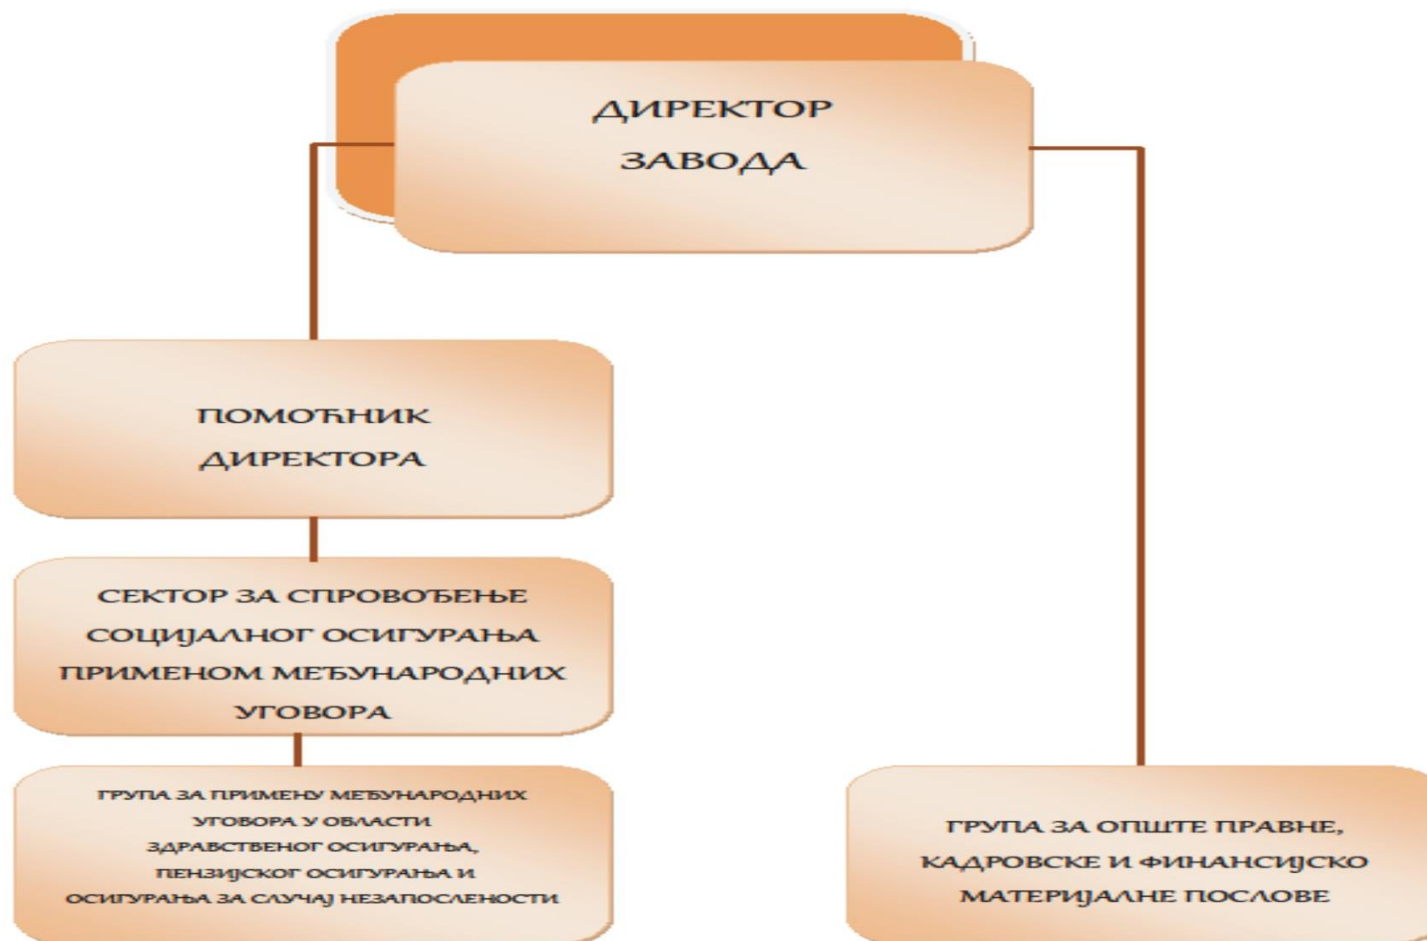 ДИРЕКТОР
ЗАВОДА
ПОМОЋНИК
ДИРЕКТОРА
СЕКТОР ЗА СПРОВОЂЕЊЕ
СОЦИЈАЛНОГ ОСИГУРАЊА
ПРИМЕНОМ МЕЂУНАРОДНИХ
УГОВОРА
ГРУПА ЗА ПРИМЕНУ МЕЂУНАРОДНИХ
УГОВОРА У ОБЛАСТИ
ЗДРАВСТВЕНОГ ОСИГУРАЊА,
ПЕНЗИЈСКОГ ОСИГУРАЊА И
ОСИГУРАЊА ЗА СЛУЧАЈ НЕЗАПОСЛЕНОСТИ
ГРУПА ЗА ОПШТЕ ПРАВНЕ,
КАДРОВСКЕ И ФИНАНСИЈСКО
МАТЕРИЈАЛНЕ ПОСЛОВЕ